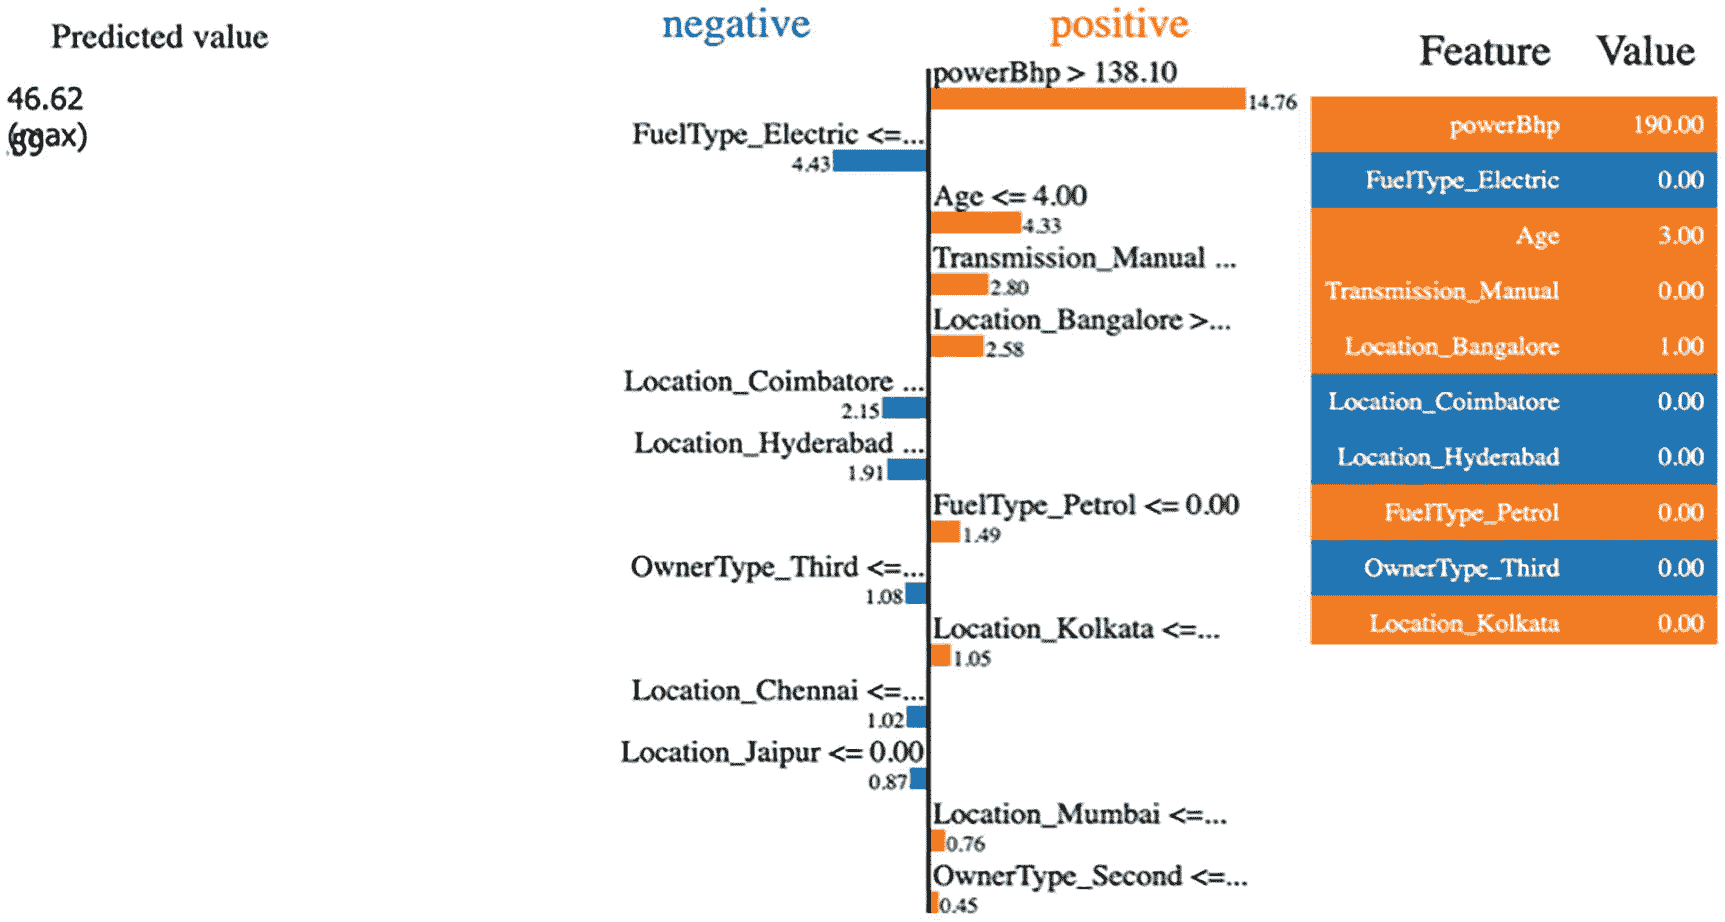 Predicted value
46.62
(max)
negative positive
powerBhp > 138.10
14.76
FuelType_Electric <=...
4.43
Age <= 4.00
4.33
Transmission_Manual ...
2.80
Location_Bangalore >...
2.58
Location_Coimbatore ...
2.15
Location_Hyderabad ...
1.91
FuelType_Petrol <= 0.00
1.49
OwnerType_Third <=...
1.08
Location_Kolkata <=...
1.05
Location_Chennai <=...
1.02
Location_Jaipur <= 0.00
0.87
Location_Mumbai <=...
0.76
OwnerType_Second <=...
0.45
Feature Value
powerBhp 190.00
FuelType_Electric 0.00
Age 3.00
Transmission_Manual 0.00
Location_Bangalore 1.00
Location_Coimbatore 0.00
Location_Hyderabad 0.00
FuelType_Petrol 0.00
OwnerType_Third 0.00
Location_Kolkata 0.00